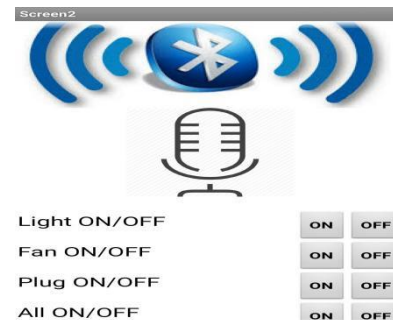 Screen2
Light ON/OFF ON OFF
Fan ON/OFF ON OFF
Plug ON/OFF ON OFF
All ON/OFF ON OFF